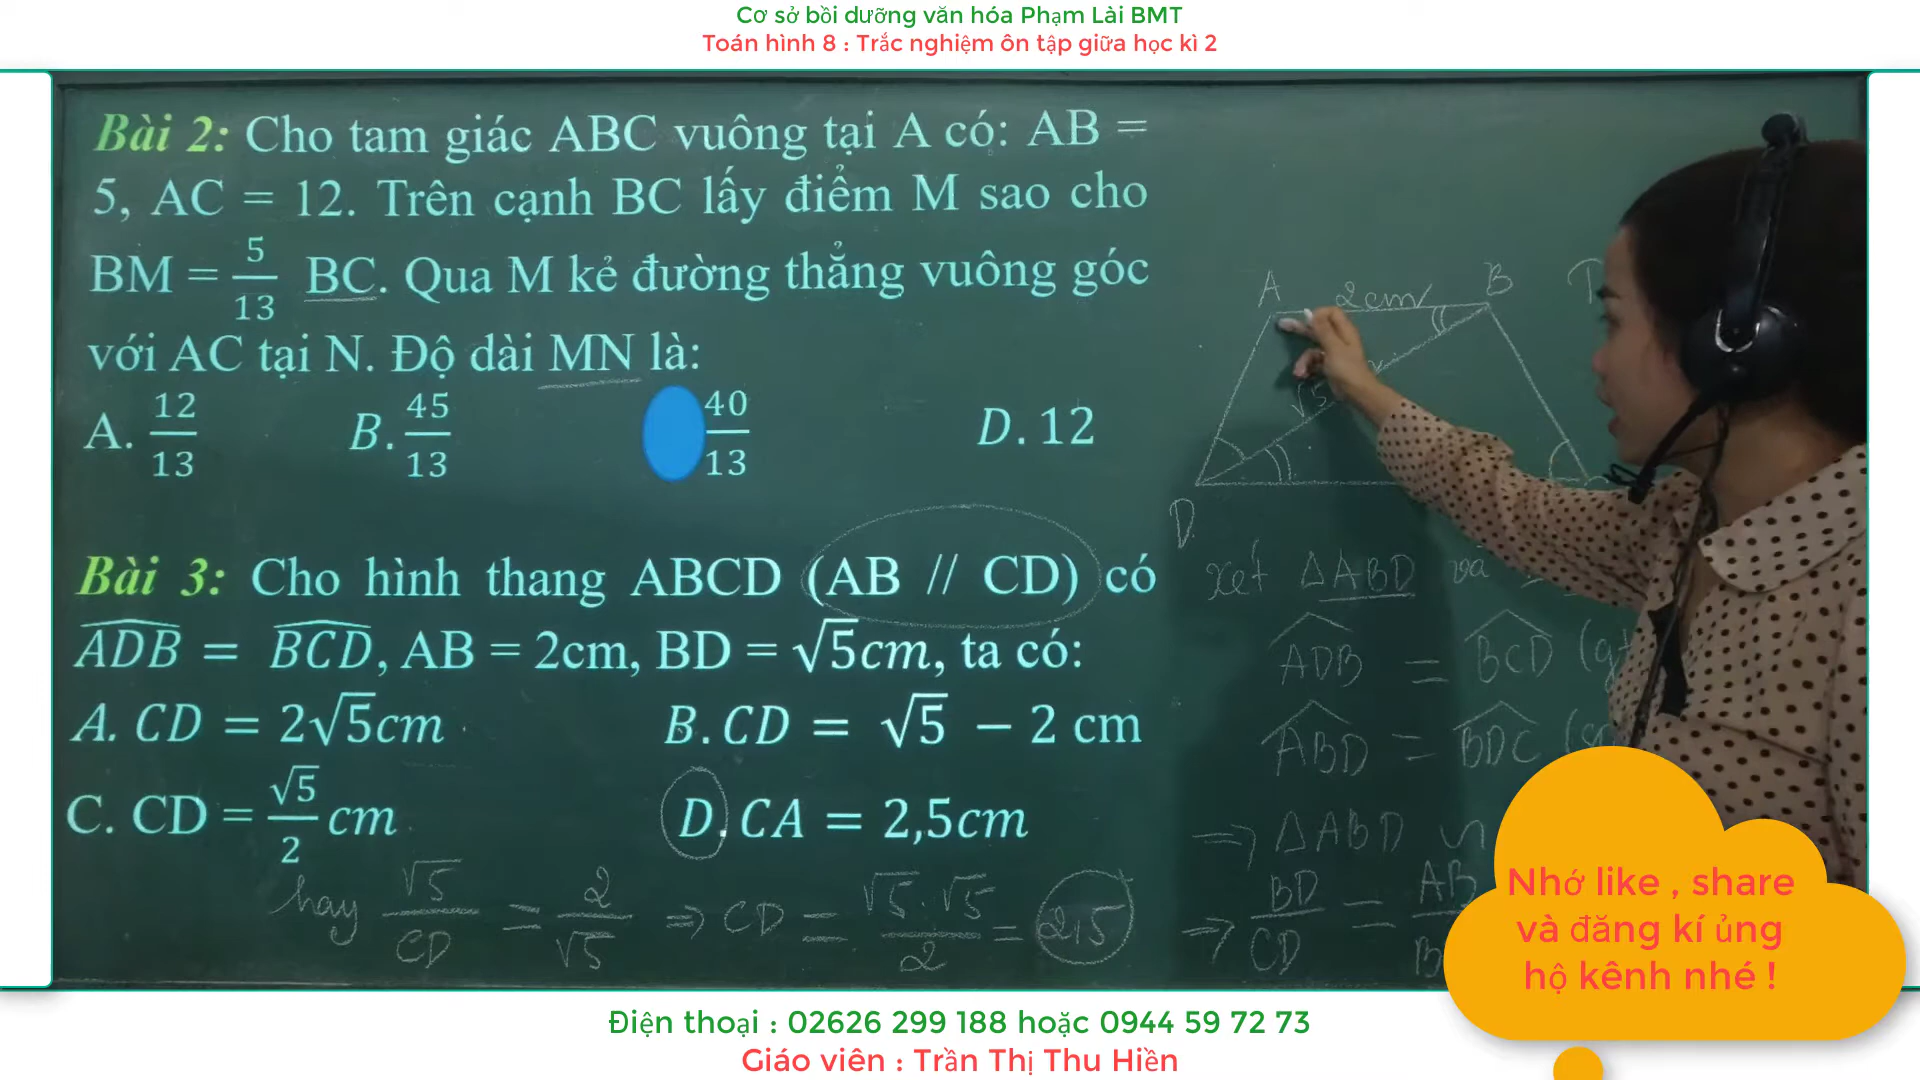 Cơ sở bồi dưỡng văn hóa Phạm Lài BMT
Toán hình 8 : Trắc nghiệm ôn tập giữa học kì 2
Bài 2: Cho tam giác ABC vuông tại A có: AB =
5, AC = 12. Trên cạnh BC lấy điểm M sao cho
BM = 5/13 BC. Qua M kẻ đường thẳng vuông góc
với AC tại N. Độ dài MN là:
A. 12/13 B. 45/13 40/13 D. 12
Bài 3: Cho hình thang ABCD (AB // CD) có
ADB = BCD, AB = 2cm, BD = √5cm, ta có:
A. CD = 2√5cm B. CD = √5 − 2 cm
C. CD = √5/2 cm D. CA = 2,5cm
hay √5/CD = 2/√5 => CD = √5.√5/2 = 2,5
A 2cm B
√5
D
xét ΔABD và
ADB = BCD
ABD = BDC
=> ΔABD
=> BD/CD = AB
Nhớ like , share
và đăng kí ủng
hộ kênh nhé !
Điện thoại : 02626 299 188 hoặc 0944 59 72 73
Giáo viên : Trần Thị Thu Hiền